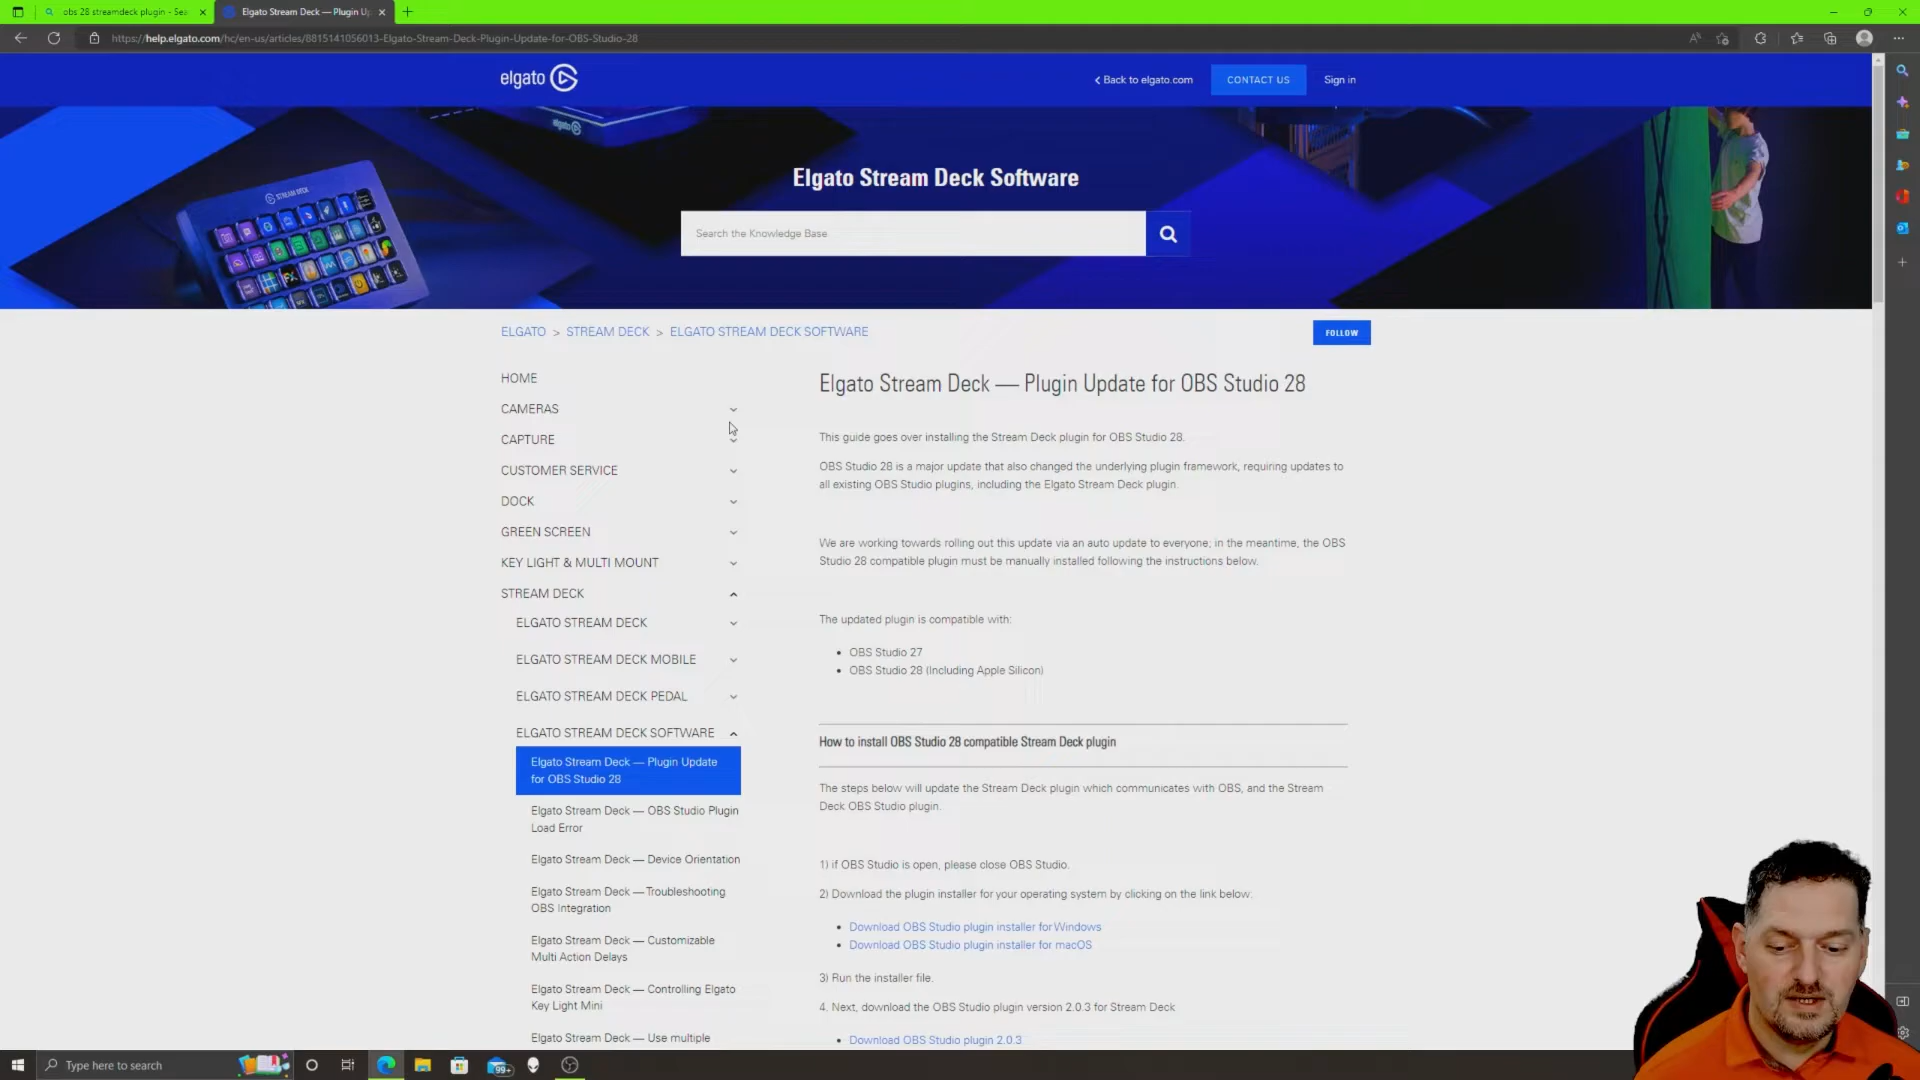 obs 28 streamdeck plugin - Sea
Elgato Stream Deck — Plugin Up
https://help.elgato.com/hc/en-us/articles/8815141056013-Elgato-Stream-Deck-Plugin-Update-for-OBS-Studio-28
elgato
Back to elgato.com
CONTACT US
Sign in
elgato
STREAM DECK
Elgato Stream Deck Software
Search the Knowledge Base
ELGATO > STREAM DECK > ELGATO STREAM DECK SOFTWARE
FOLLOW
HOME
CAMERAS
CAPTURE
CUSTOMER SERVICE
DOCK
GREEN SCREEN
KEY LIGHT & MULTI MOUNT
STREAM DECK
ELGATO STREAM DECK
ELGATO STREAM DECK MOBILE
ELGATO STREAM DECK PEDAL
ELGATO STREAM DECK SOFTWARE
Elgato Stream Deck — Plugin Update
for OBS Studio 28
Elgato Stream Deck — OBS Studio Plugin
Load Error
Elgato Stream Deck — Device Orientation
Elgato Stream Deck — Troubleshooting
OBS Integration
Elgato Stream Deck — Customizable
Multi Action Delays
Elgato Stream Deck — Controlling Elgato
Key Light Mini
Elgato Stream Deck — Use multiple
Elgato Stream Deck — Plugin Update for OBS Studio 28
This guide goes over installing the Stream Deck plugin for OBS Studio 28.
OBS Studio 28 is a major update that also changed the underlying plugin framework, requiring updates to
all existing OBS Studio plugins, including the Elgato Stream Deck plugin.
We are working towards rolling out this update via an auto update to everyone; in the meantime, the OBS
Studio 28 compatible plugin must be manually installed following the instructions below.
The updated plugin is compatible with:
• OBS Studio 27
• OBS Studio 28 (Including Apple Silicon)
How to install OBS Studio 28 compatible Stream Deck plugin
The steps below will update the Stream Deck plugin which communicates with OBS, and the Stream
Deck OBS Studio plugin.
1) if OBS Studio is open, please close OBS Studio.
2) Download the plugin installer for your operating system by clicking on the link below.
• Download OBS Studio plugin installer for Windows
• Download OBS Studio plugin installer for macOS
3) Run the installer file.
4. Next, download the OBS Studio plugin version 2.0.3 for Stream Deck
• Download OBS Studio plugin 2.0.3
Type here to search
99+